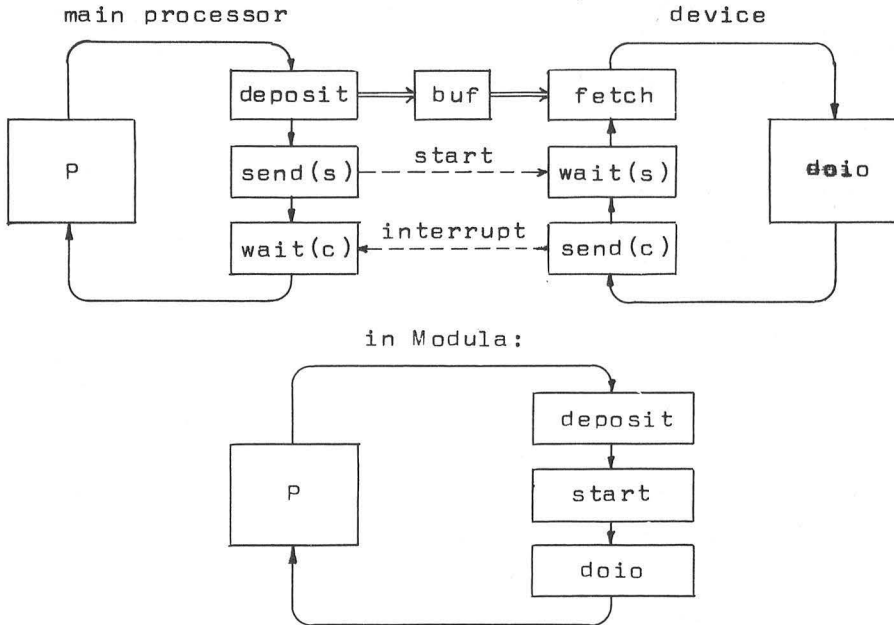 main processor
device
deposit
buf
fetch
P
send(s)
start
wait(s)
doio
wait(c)
interrupt
send(c)
in Modula:
deposit
P
start
doio